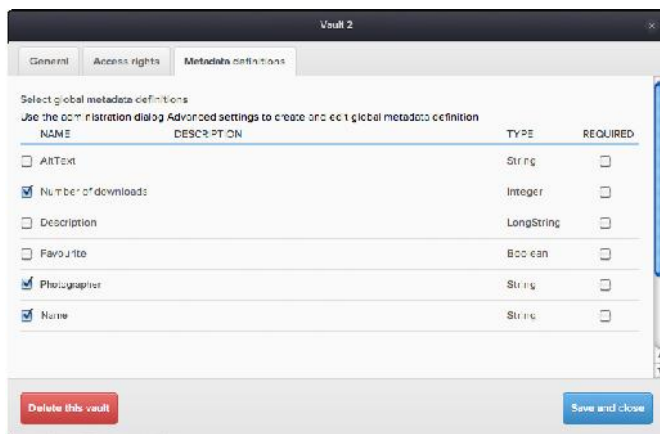 Vault 2
General Access rights Metadata definitions
Select global metadata definitions
Use the administration dialog Advanced settings to create and edit global metadata definition
NAME DESCRIPTION TYPE REQUIRED
AltText String
Number of downloads Integer
Description LongString
Favourite Boolean
Photographer String
Name String
Delete this vault Save and close